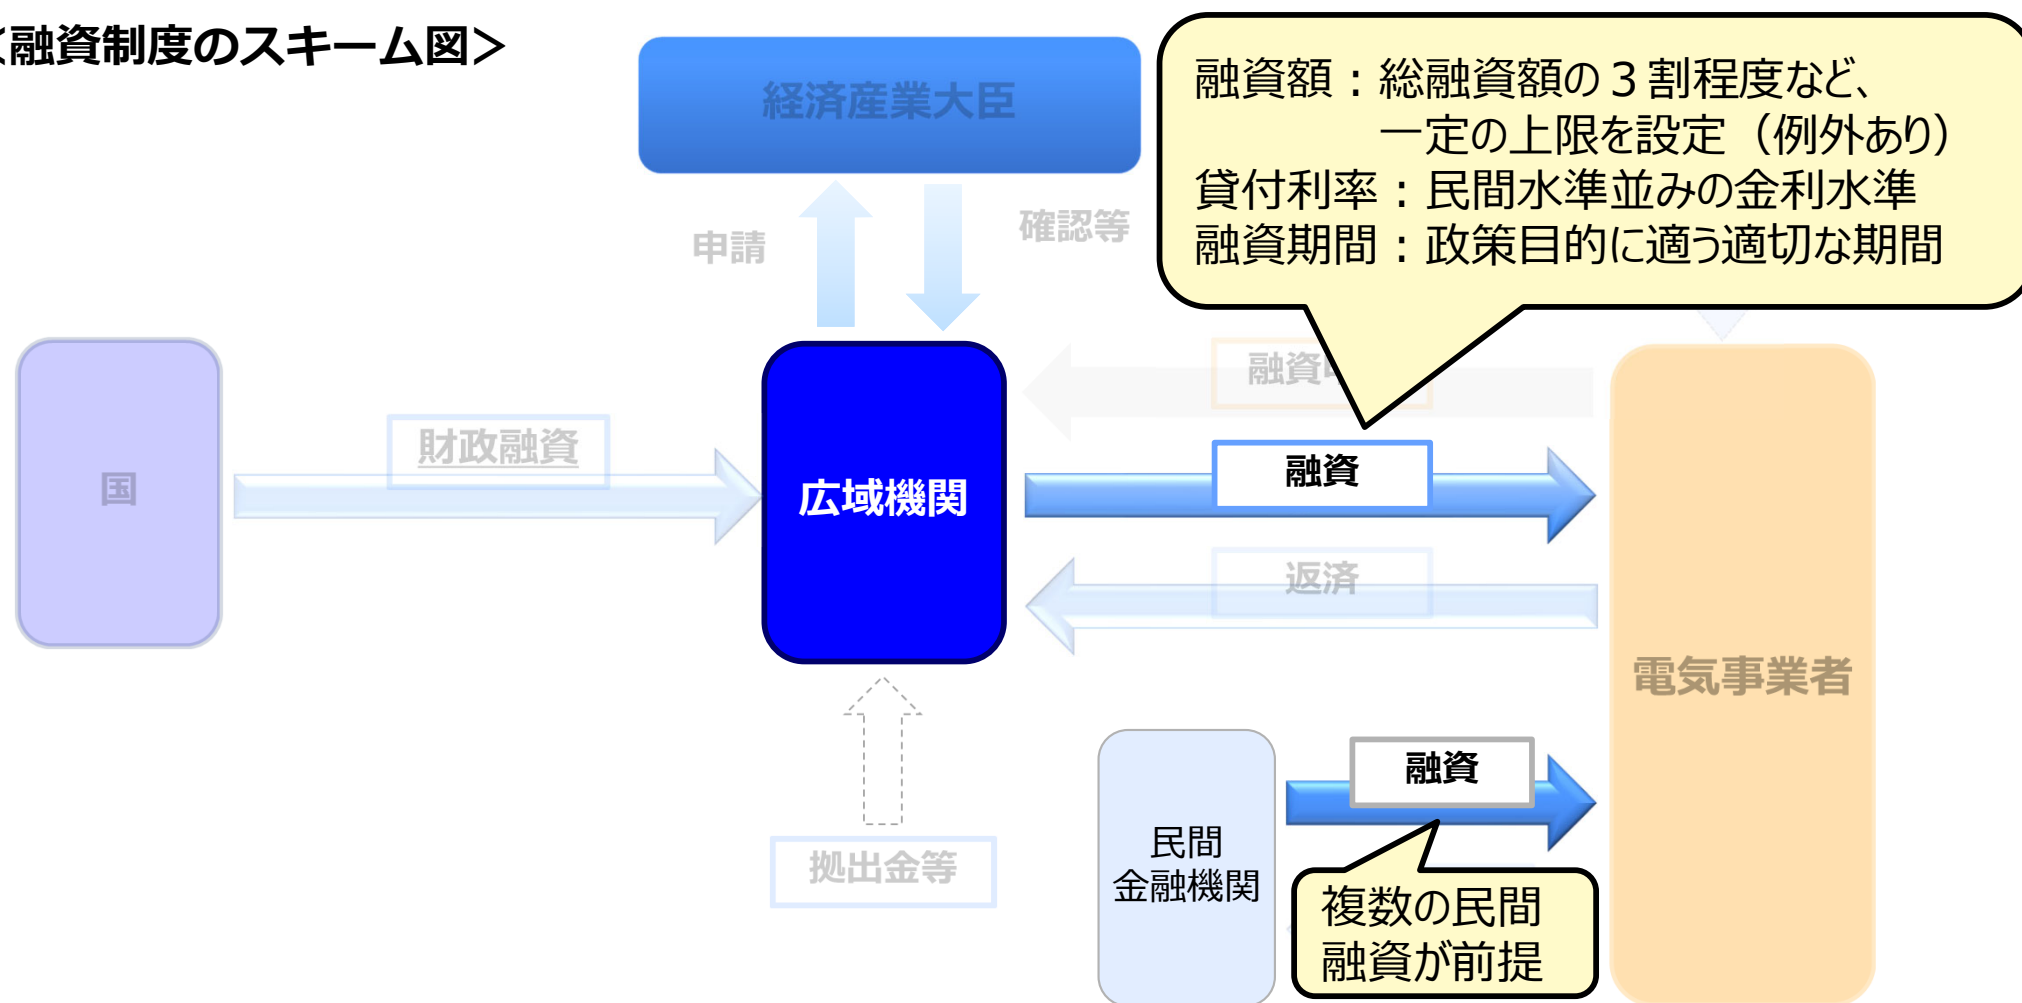 <融資制度のスキーム図>
経済産業大臣
融資額：総融資額の３割程度など、
一定の上限を設定（例外あり）
貸付利率：民間水準並みの金利水準
融資期間：政策目的に適う適切な期間
申請
確認等
融資
国
財政融資
広域機関
融資
返済
電気事業者
拠出金等
民間
金融機関
融資
複数の民間
融資が前提